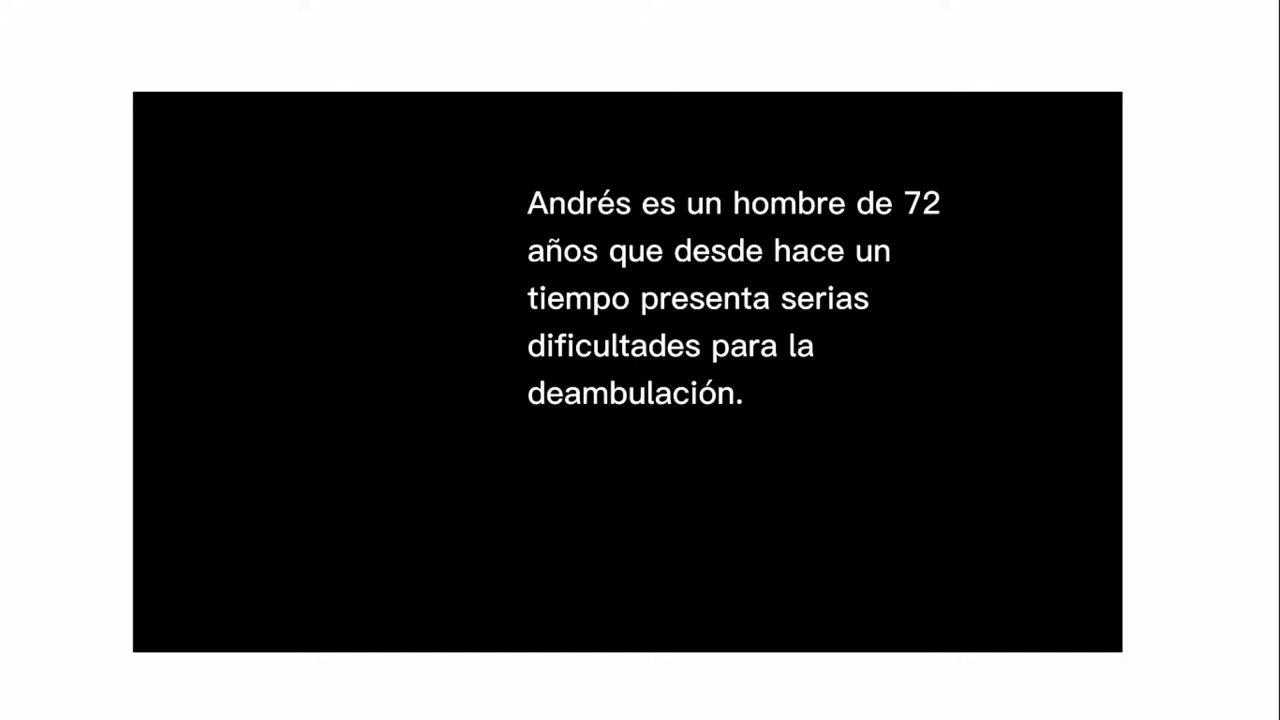 Andrés es un hombre de 72
años que desde hace un
tiempo presenta serias
dificultades para la
deambulación.